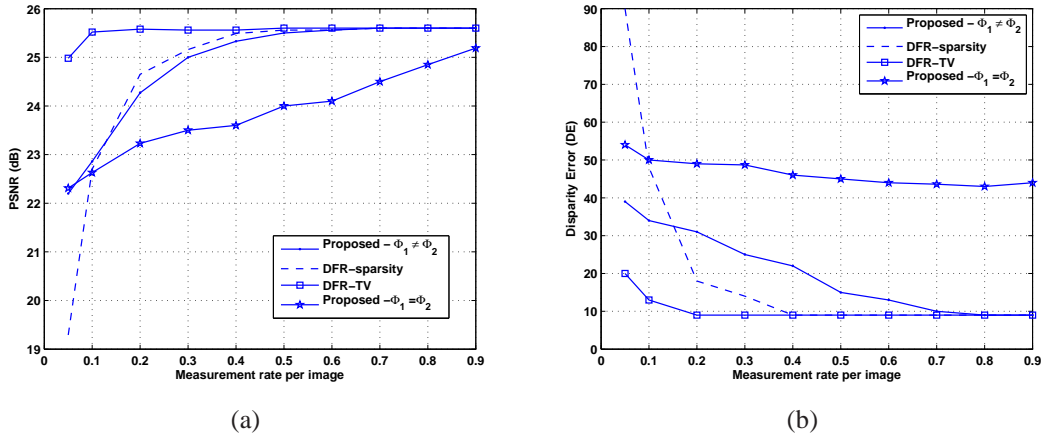 26
25
24
23
22
21
20
19
PSNR (dB)
0 0.1 0.2 0.3 0.4 0.5 0.6 0.7 0.8 0.9
Measurement rate per image
Proposed - Φ1 ≠ Φ2
DFR-sparsity
DFR-TV
Proposed -Φ1 =Φ2
(a)
90
80
70
60
50
40
30
20
10
0
Disparity Error (DE)
0 0.1 0.2 0.3 0.4 0.5 0.6 0.7 0.8 0.9
Measurement rate per image
Proposed - Φ1 ≠ Φ2
DFR-sparsity
DFR-TV
Proposed -Φ1 =Φ2
(b)